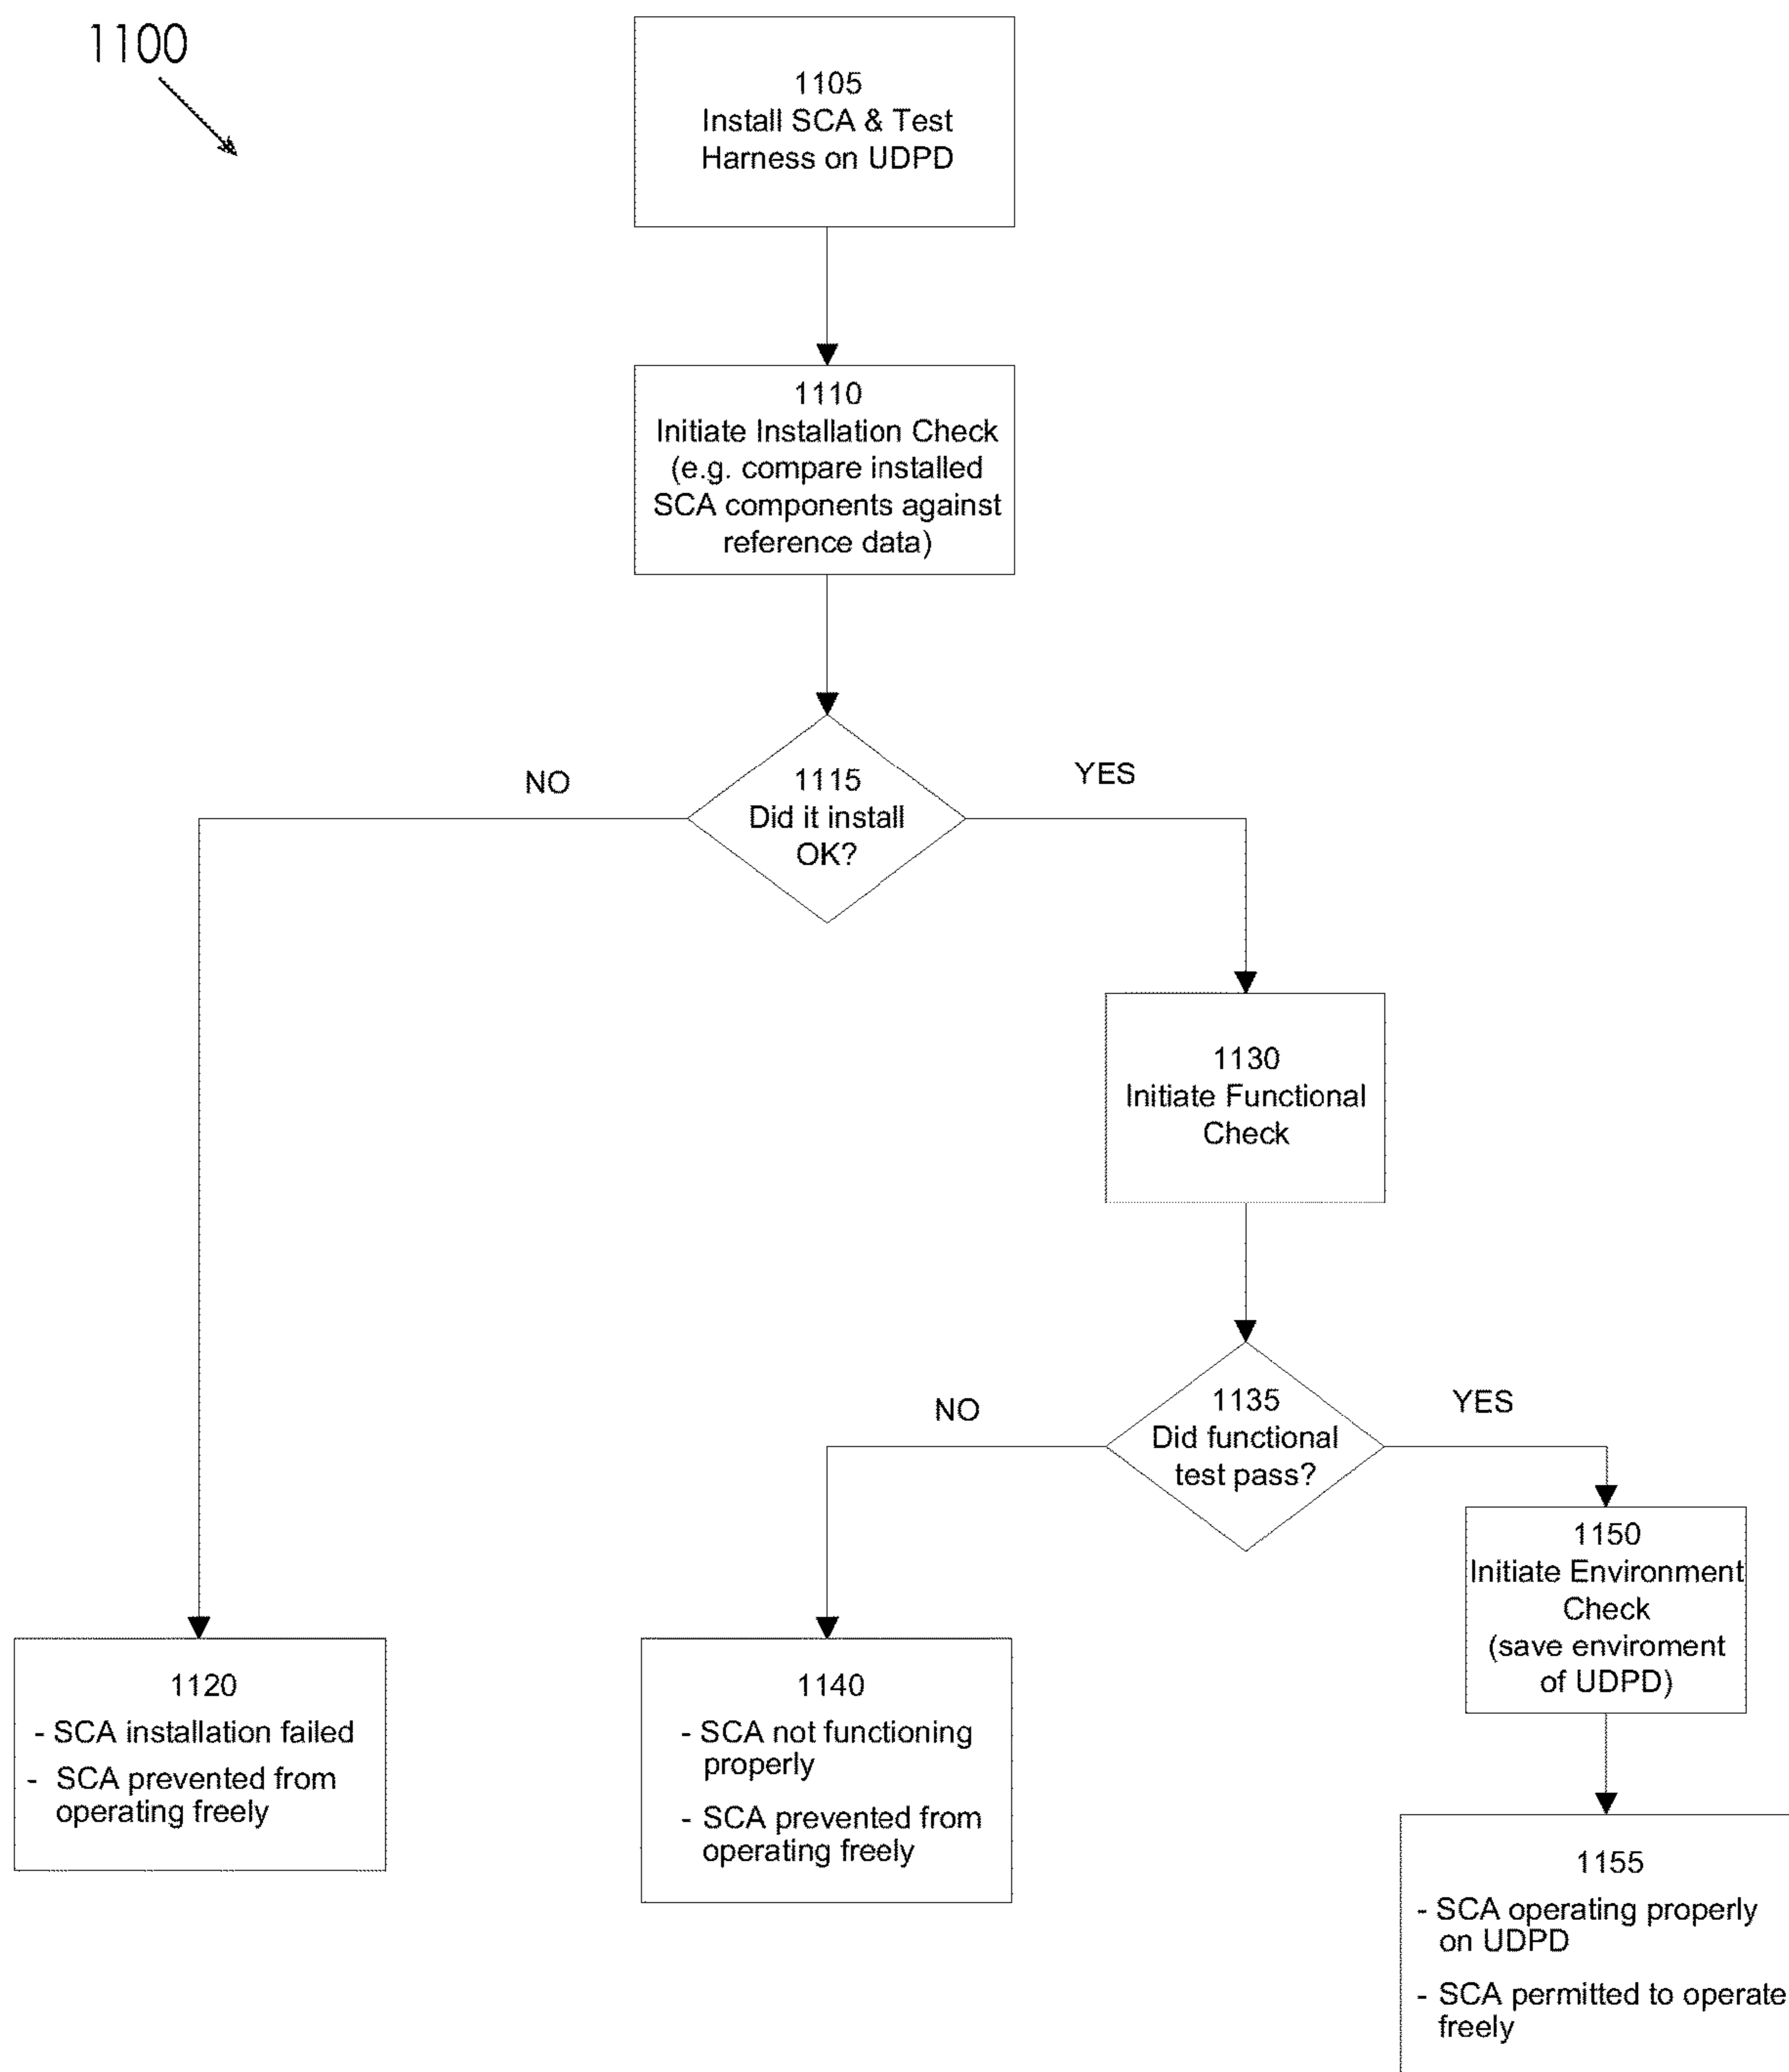 1100
1105
Install SCA & Test
Harness on UDPD
1110
Initiate Installation Check
(e.g. compare installed
SCA components against
reference data)
NO
YES
1115
Did it install
OK?
1130
Initiate Functional
Check
NO
YES
1135
Did functional
test pass?
1150
Initiate Environment
Check
(save enviroment
of UDPD)
1120
- SCA installation failed
- SCA prevented from
operating freely
1140
- SCA not functioning
properly
- SCA prevented from
operating freely
1155
- SCA operating properly
on UDPD
- SCA permitted to operate
freely